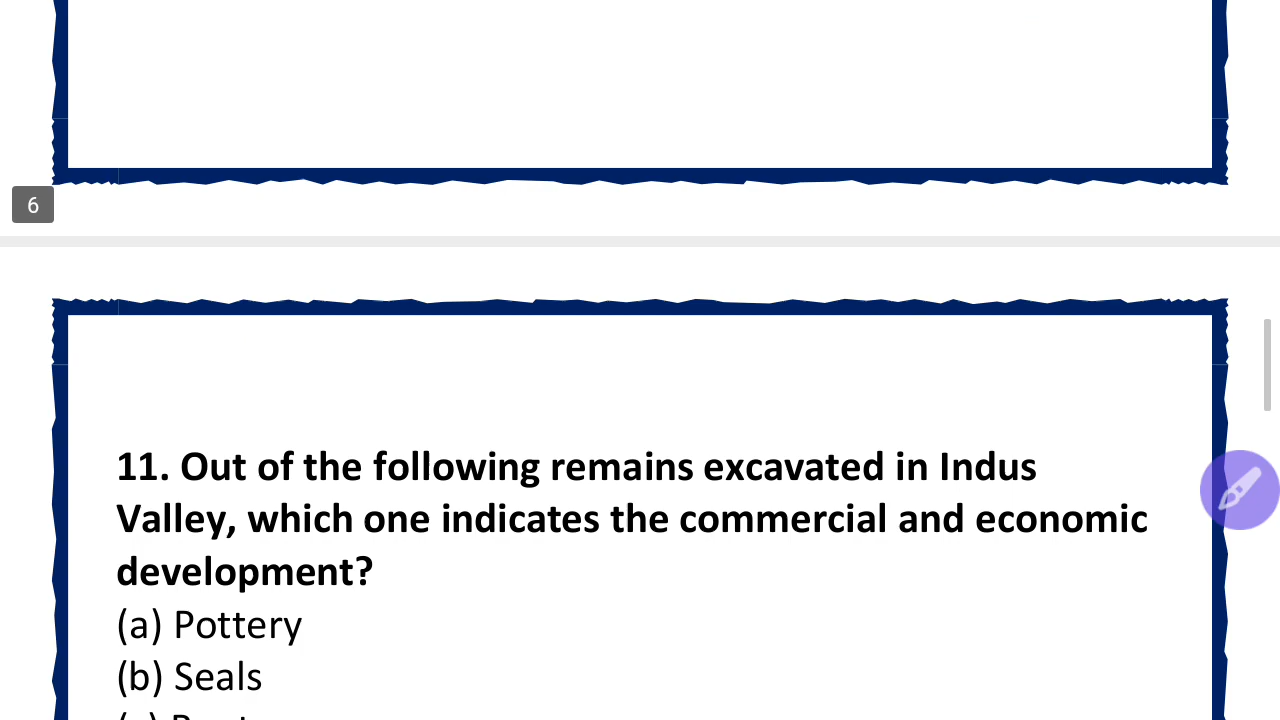 6
11. Out of the following remains excavated in Indus
Valley, which one indicates the commercial and economic
development?
(a) Pottery
(b) Seals